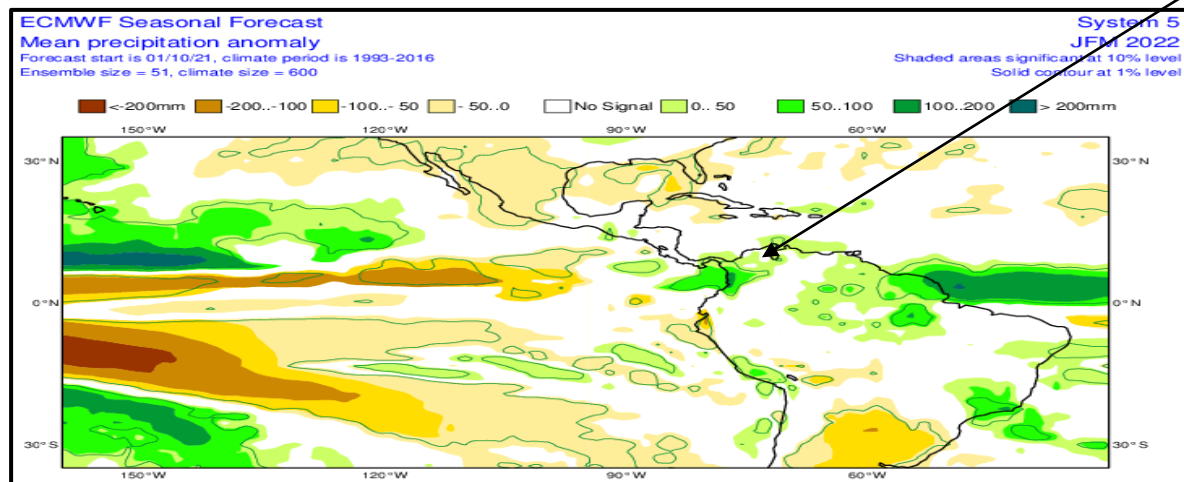 ECMWF Seasonal Forecast System 5
Mean precipitation anomaly JFM 2022
Forecast start is 01/10/21, climate period is 1993-2016 Shaded areas significant at 10% level
Ensemble size = 51, climate size = 600 Solid contour at 1% level
<-200mm -200..-100 -100..- 50 - 50..0 No Signal 0.. 50 50..100 100..200 > 200mm
150°W 120°W 90°W 60°W
30°N 30°N
0°N 0°N
30°S 30°S
150°W 120°W 90°W 60°W